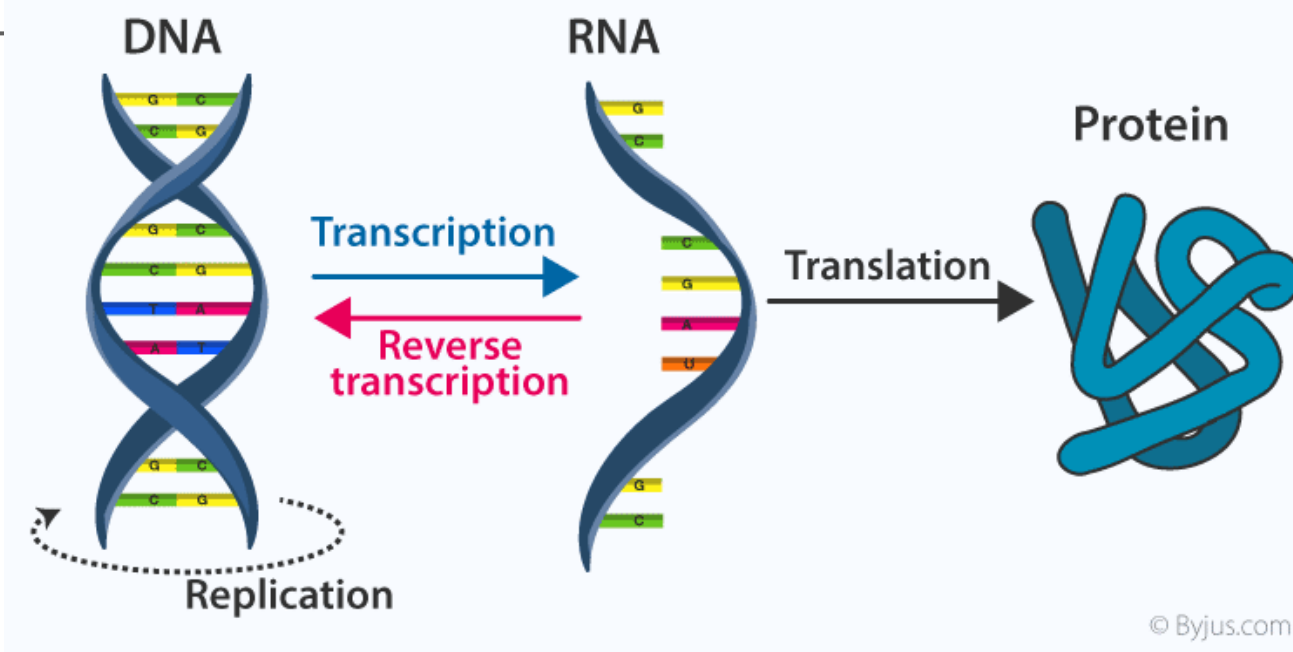 DNA
RNA
Protein
G C
C G
G C
C G
T A
A T
G C
C G
Transcription
Reverse
transcription
G
C
C
G
A
U
G
C
Translation
Replication
© Byjus.com